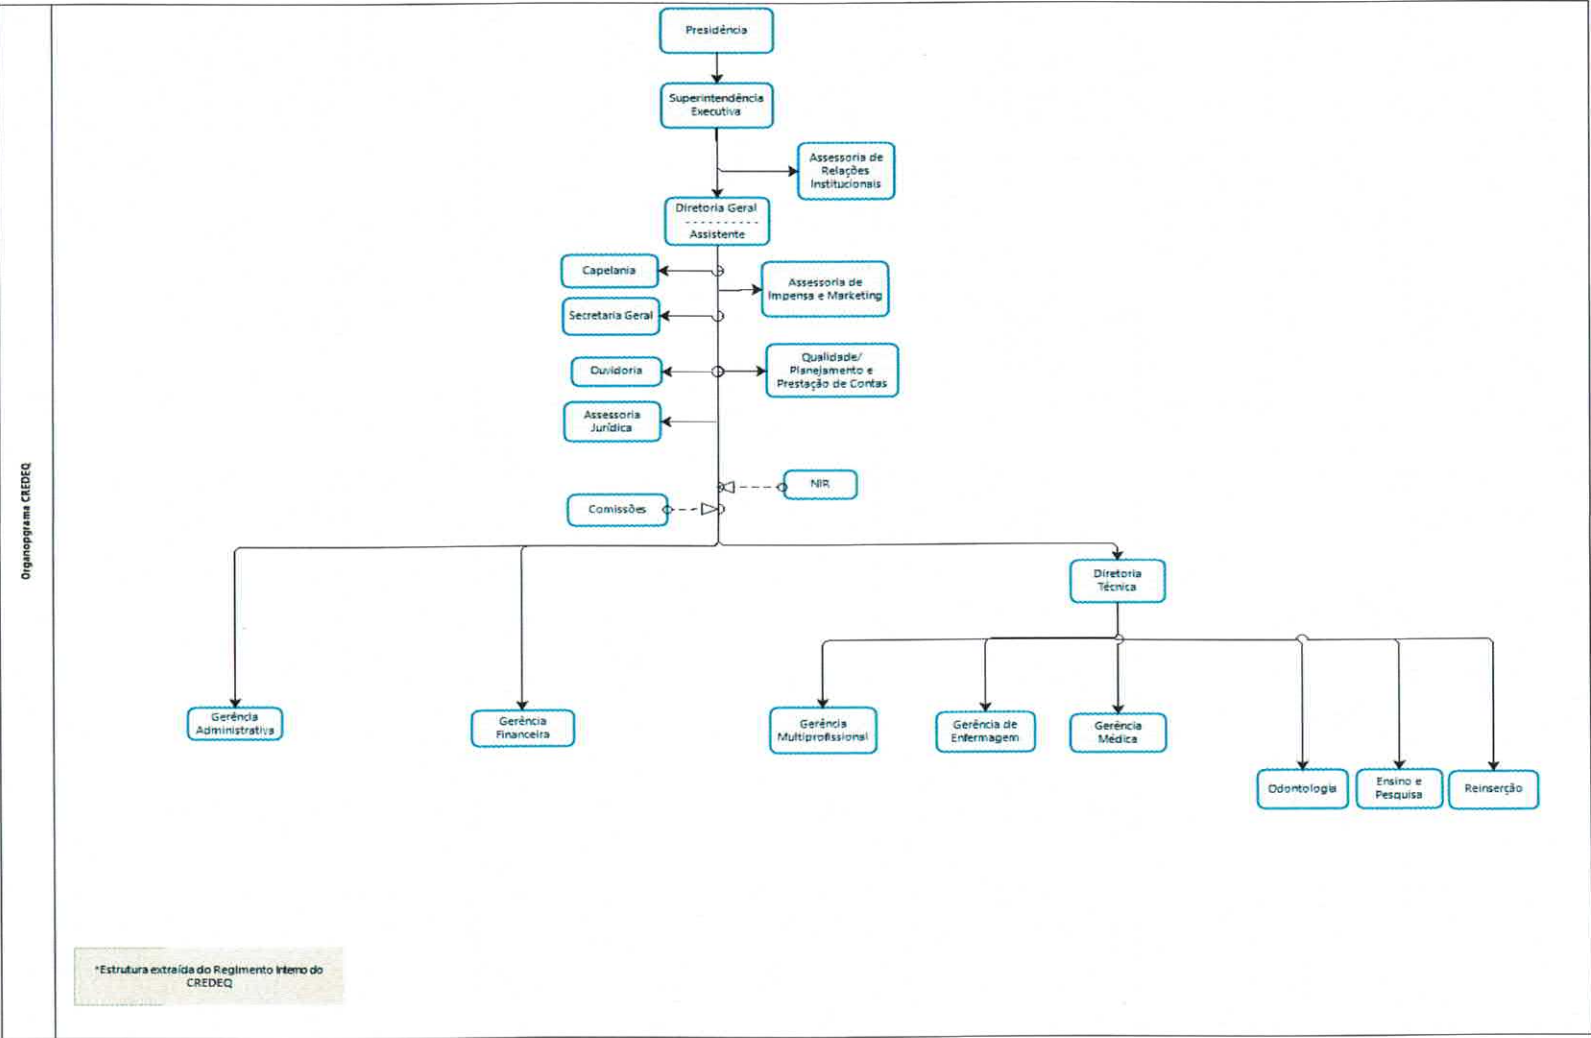 Presidência
Superintendência
Executiva
Assessoria de
Relações
Institucionais
Diretoria Geral
Assistente
Capelania
Assessoria de
Impensa e Marketing
Secretaria Geral
Qualidade/
Planejamento e
Prestação de Contas
Ouvidoria
Assessoria
Jurídica
NIR
Comissões
Organopgrama CREDEQ
Diretoria
Técnica
Gerência
Administrativa
Gerência
Financeira
Gerência
Multiprofissional
Gerência de
Enfermagem
Gerência
Médica
Odontologia
Ensino e
Pesquisa
Reinserção
*Estrutura extraída do Regimento Interno do
CREDEQ